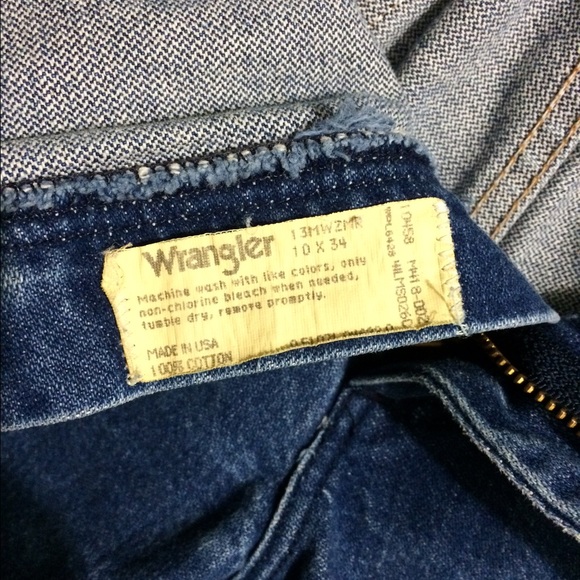 Wrangler
13MWZMR
10 X 34
Machine wash with like colors, only
non-chlorine bleach when needed,
tumble dry, remove promptly.
MADE IN USA
100% COTTON
10458